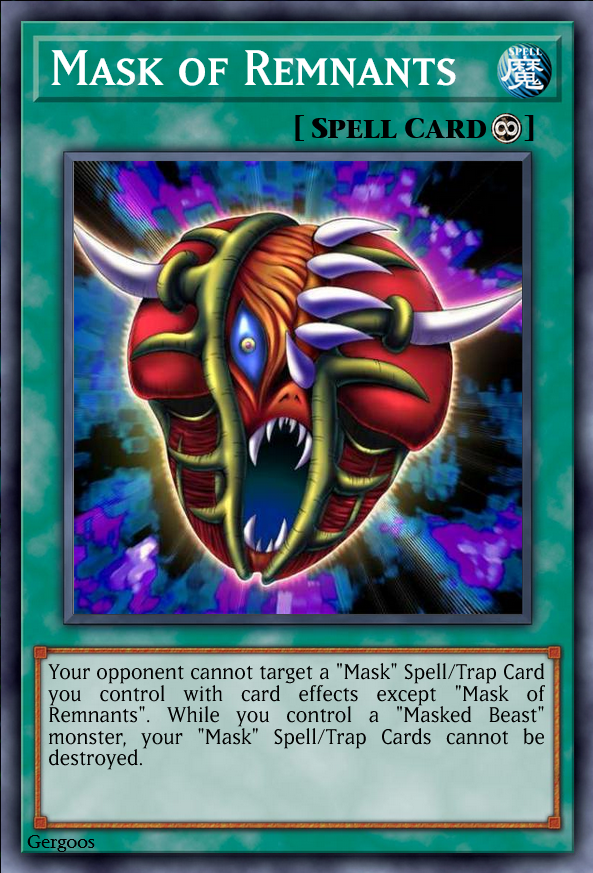 Mask of Remnants
SPELL
魔
[ Spell Card ]
Your opponent cannot target a "Mask" Spell/Trap Card
you control with card effects except "Mask of
Remnants". While you control a "Masked Beast"
monster, your "Mask" Spell/Trap Cards cannot be
destroyed.
Gergoos